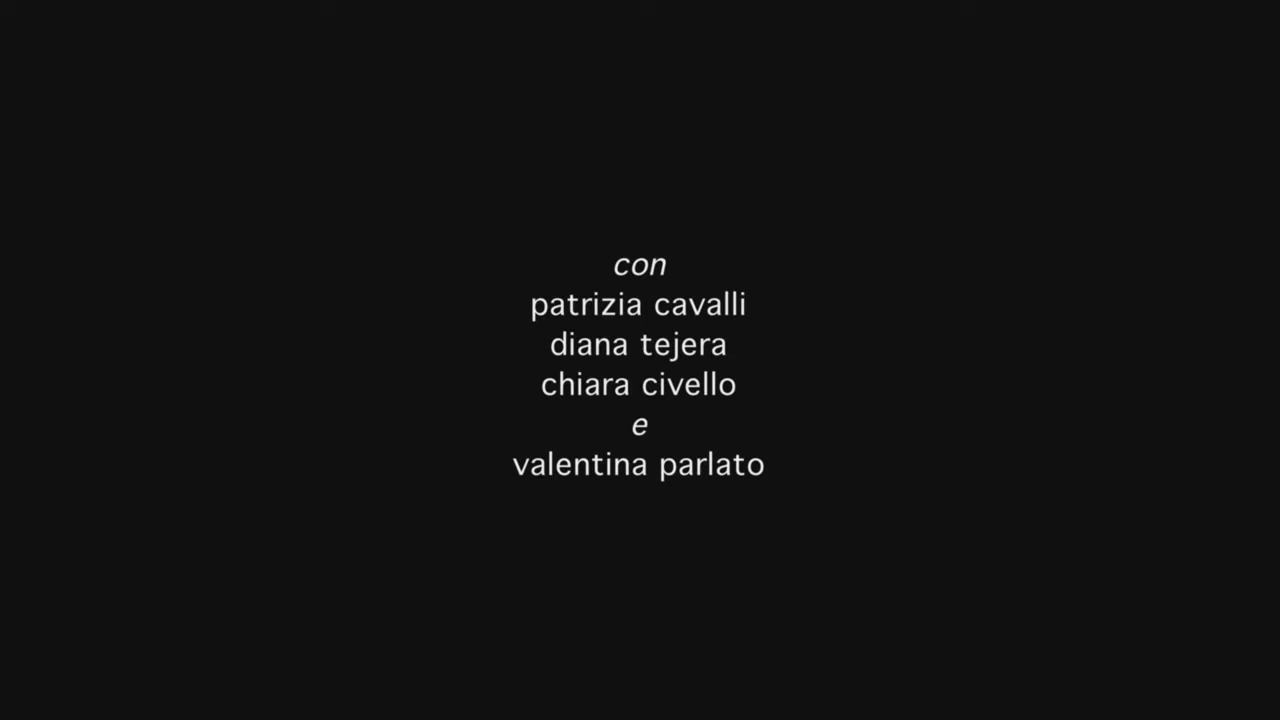 con
patrizia cavalli
diana tejera
chiara civello
e
valentina parlato